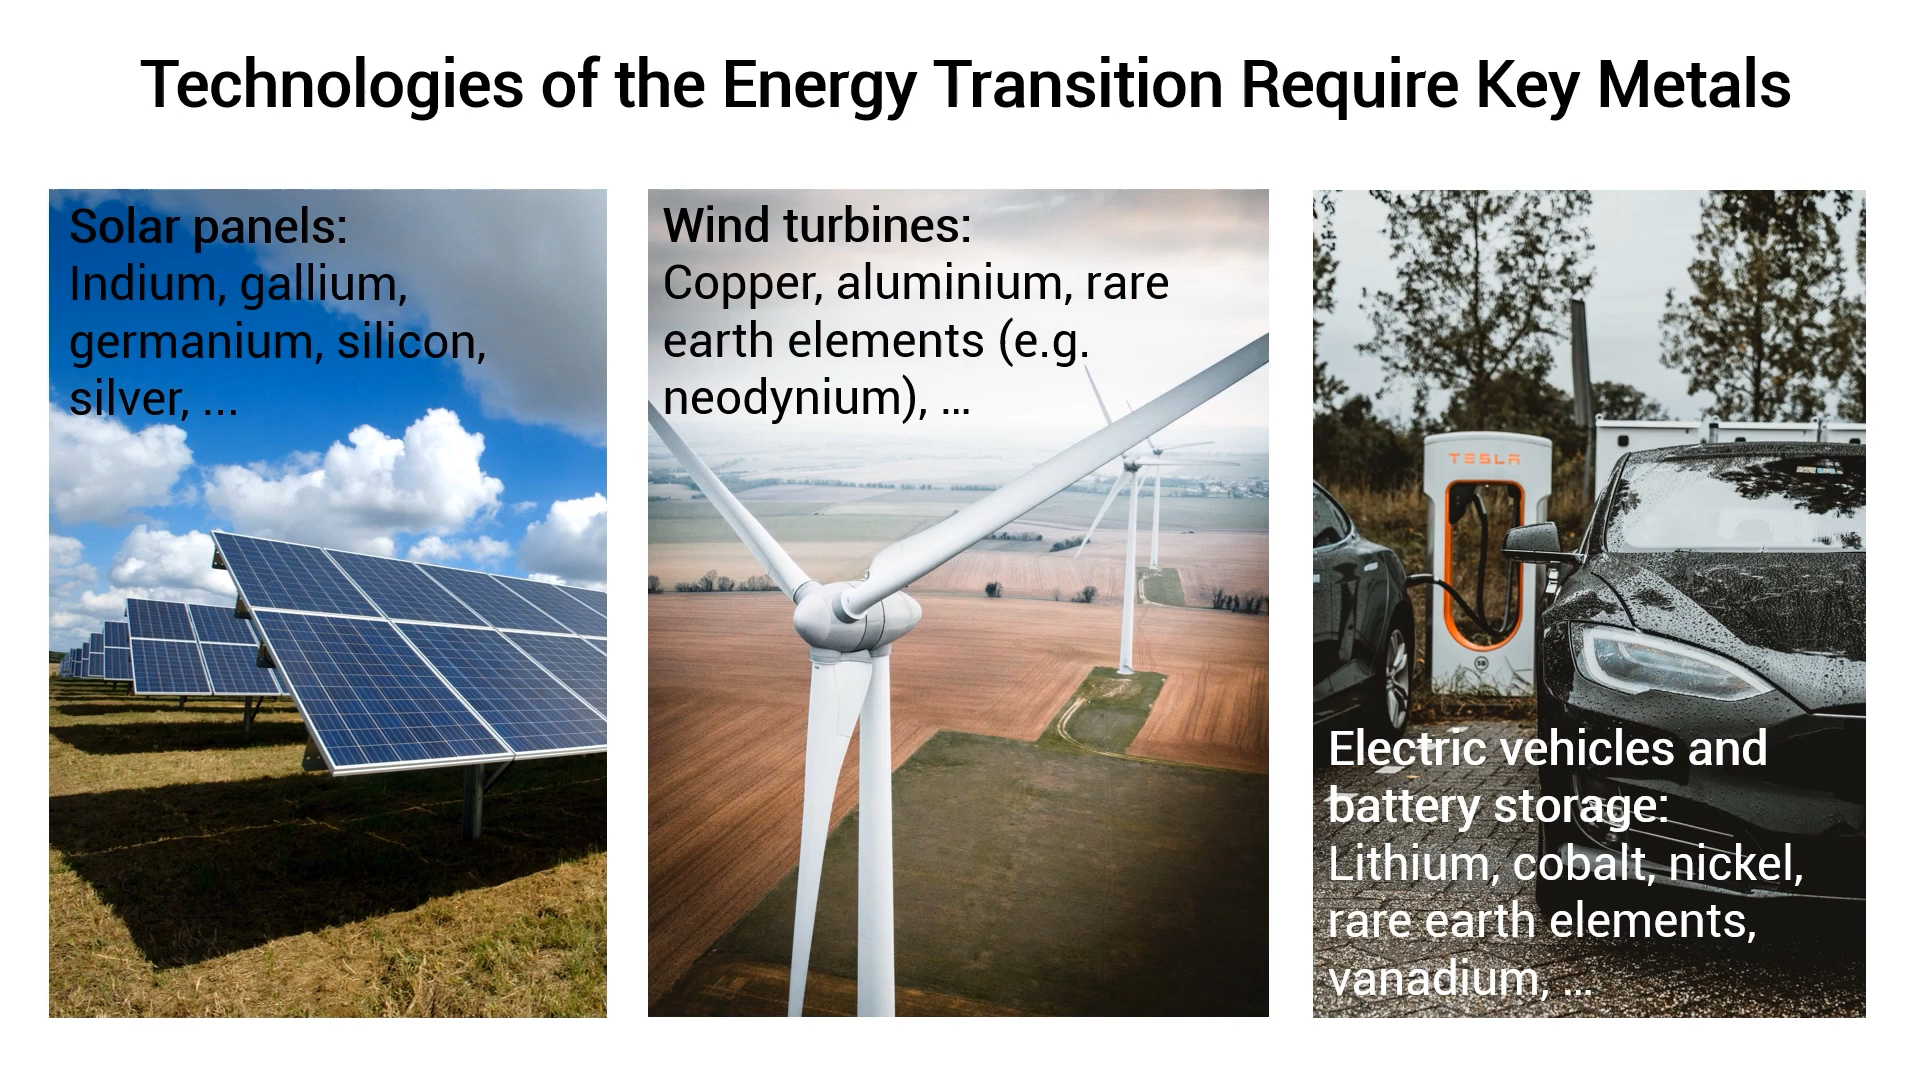 Technologies of the Energy Transition Require Key Metals
Solar panels:
Indium, gallium,
germanium, silicon,
silver, ...
Wind turbines:
Copper, aluminium, rare
earth elements (e.g.
neodynium), ...
TESLA
5B
Electric vehicles and
battery storage:
Lithium, cobalt, nickel,
rare earth elements,
vanadium, ...